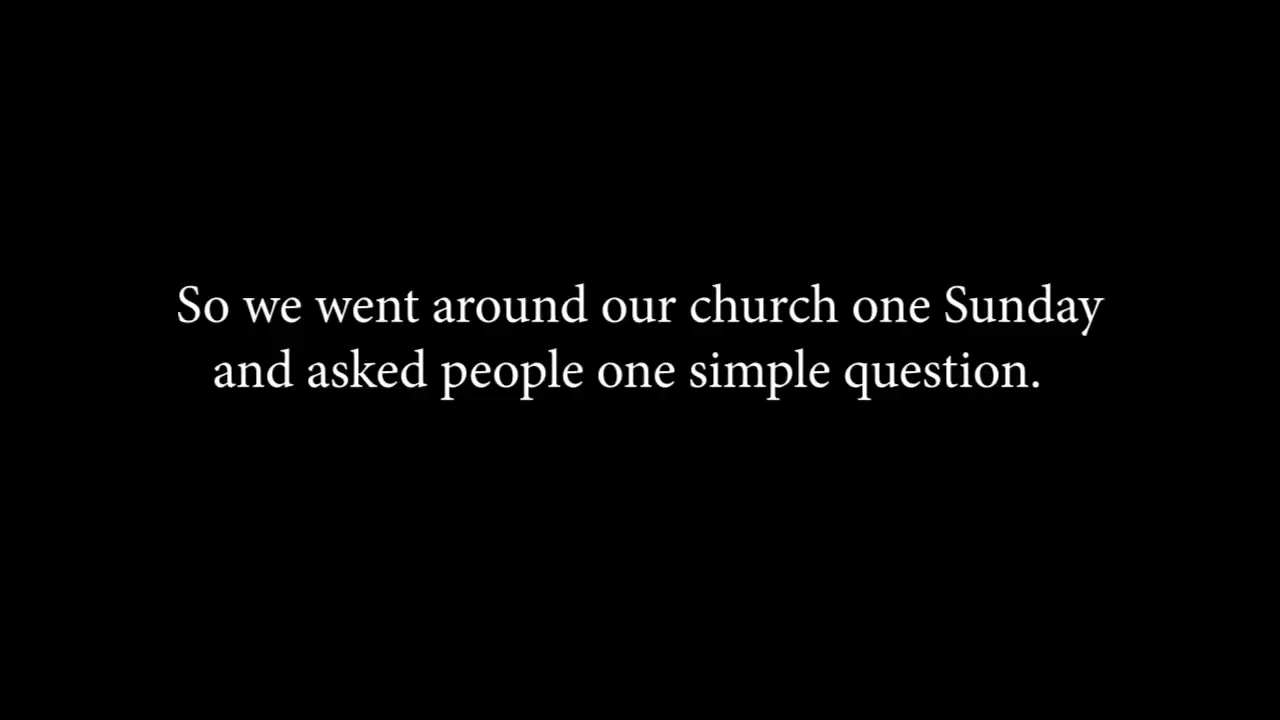 So we went around our church one Sunday
and asked people one simple question.